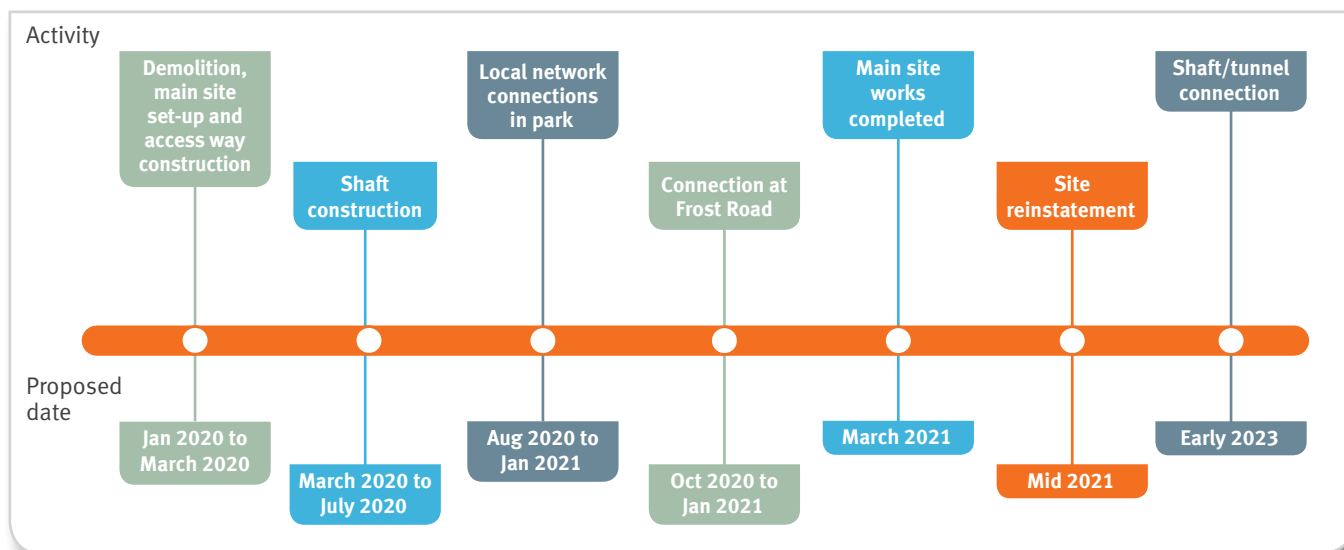 Activity
Demolition,
main site
set-up and
access way
construction
Shaft
construction
Local network
connections
in park
Connection at
Frost Road
Main site
works
completed
Site
reinstatement
Shaft/tunnel
connection
Proposed
date
Jan 2020 to
March 2020
March 2020 to
July 2020
Aug 2020 to
Jan 2021
Oct 2020 to
Jan 2021
March 2021
Mid 2021
Early 2023